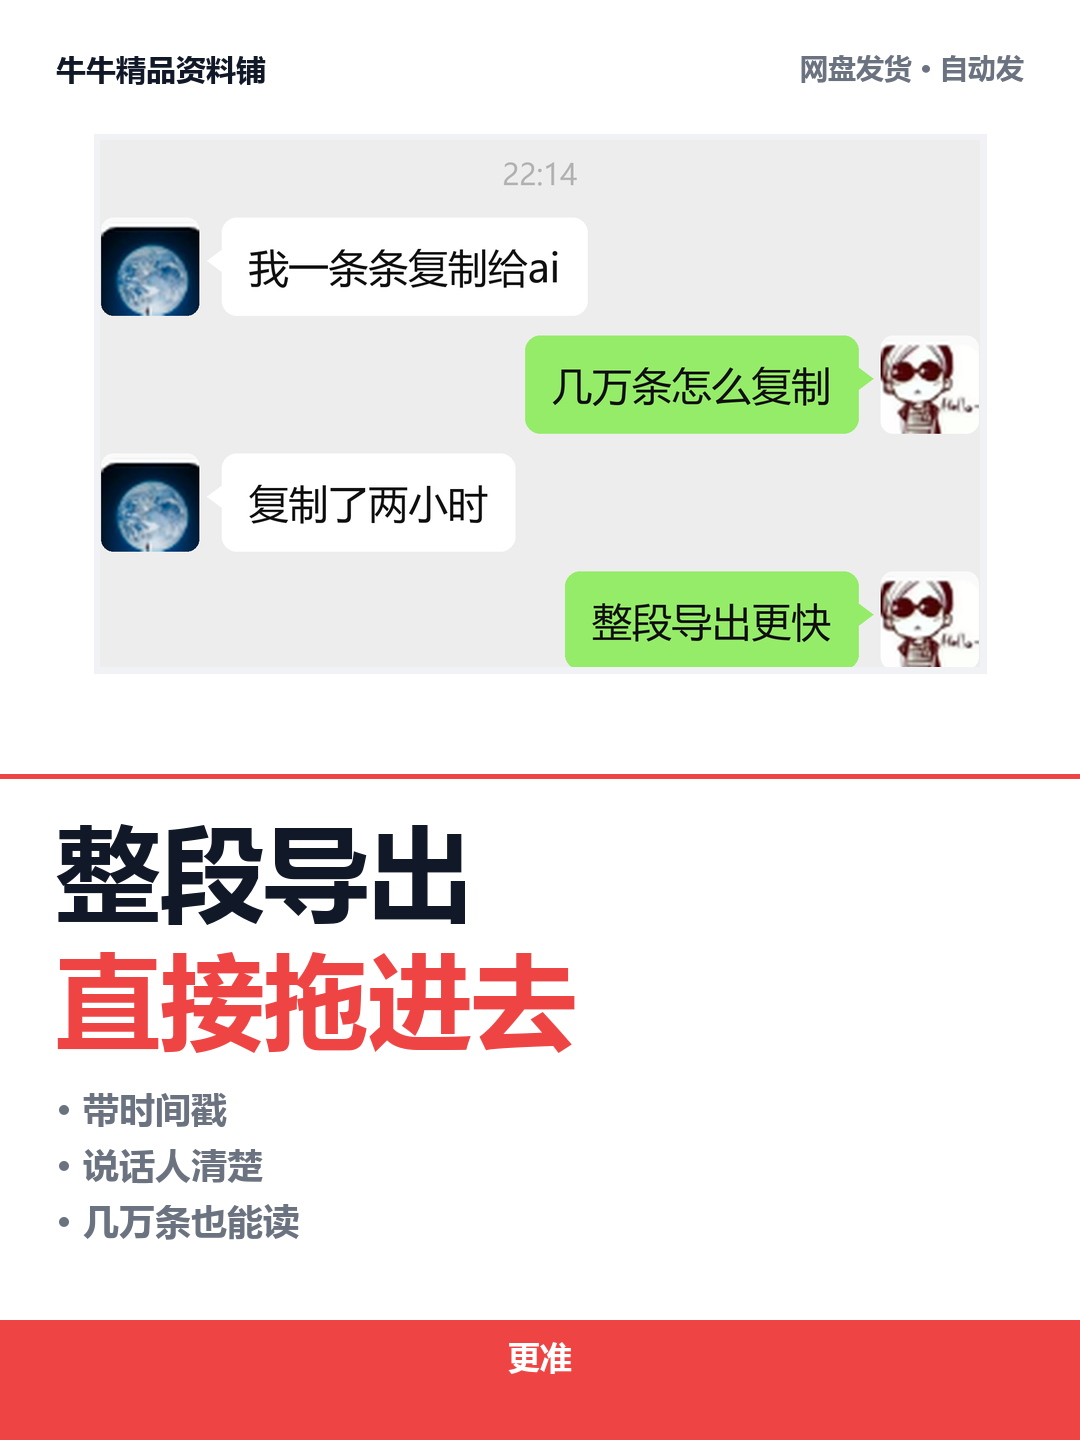 牛牛精品资料铺
网盘发货·自动发
22:14
我一条条复制给ai
几万条怎么复制
Hello-
复制了两小时
整段导出更快
Hello-
整段导出
直接拖进去
• 带时间戳
• 说话人清楚
• 几万条也能读
更准